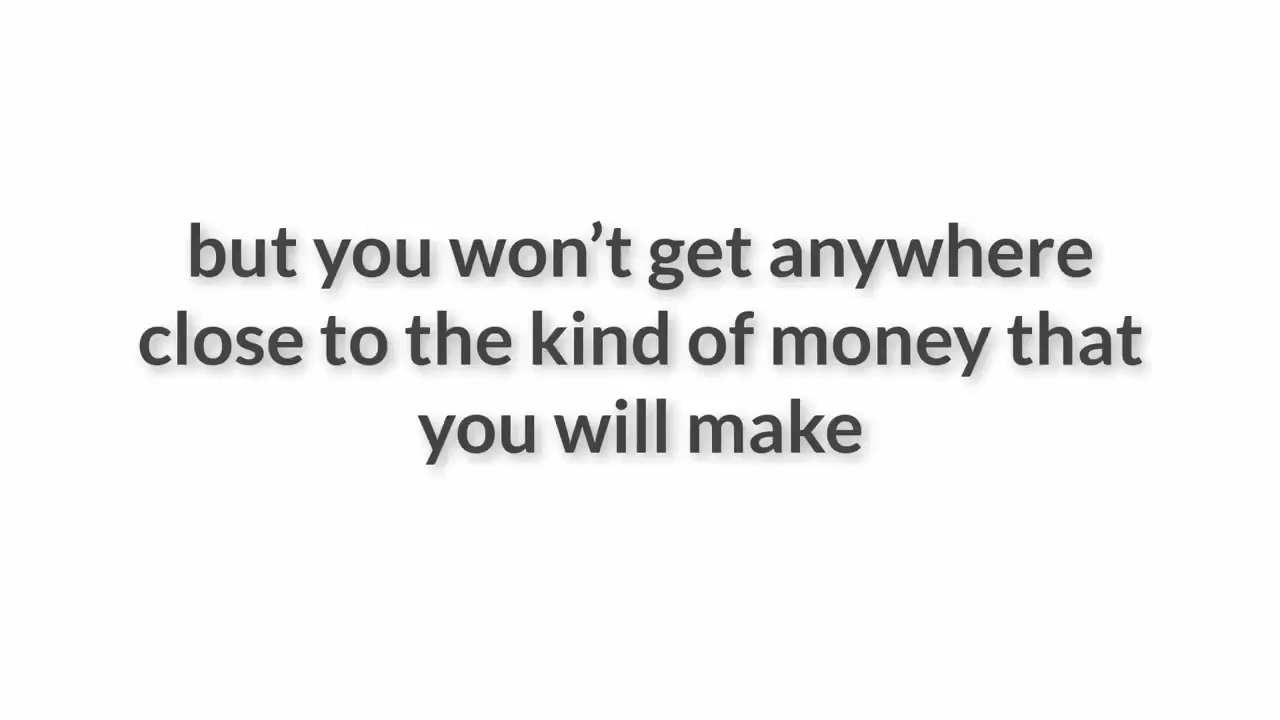 but you won’t get anywhere
close to the kind of money that
you will make